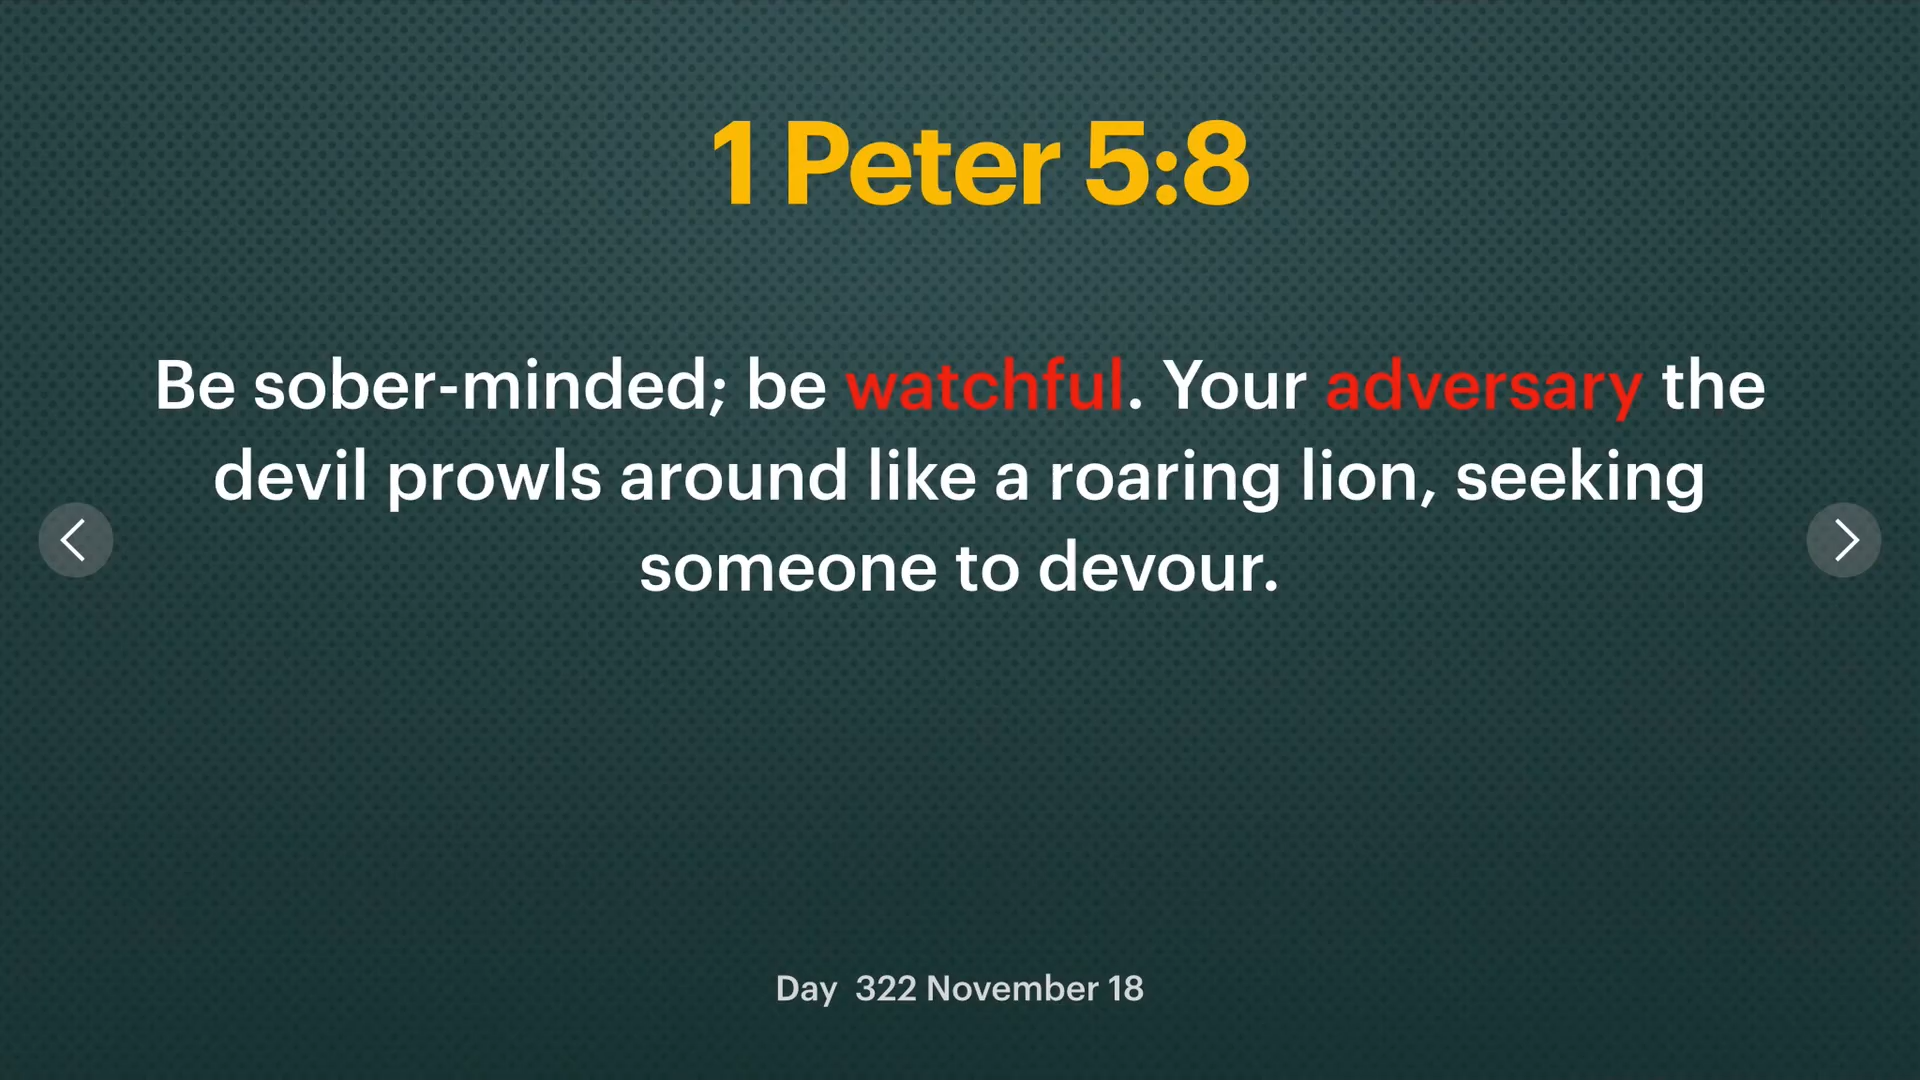 1 Peter 5:8
Be sober-minded; be watchful. Your adversary the
devil prowls around like a roaring lion, seeking
someone to devour.
Day 322 November 18